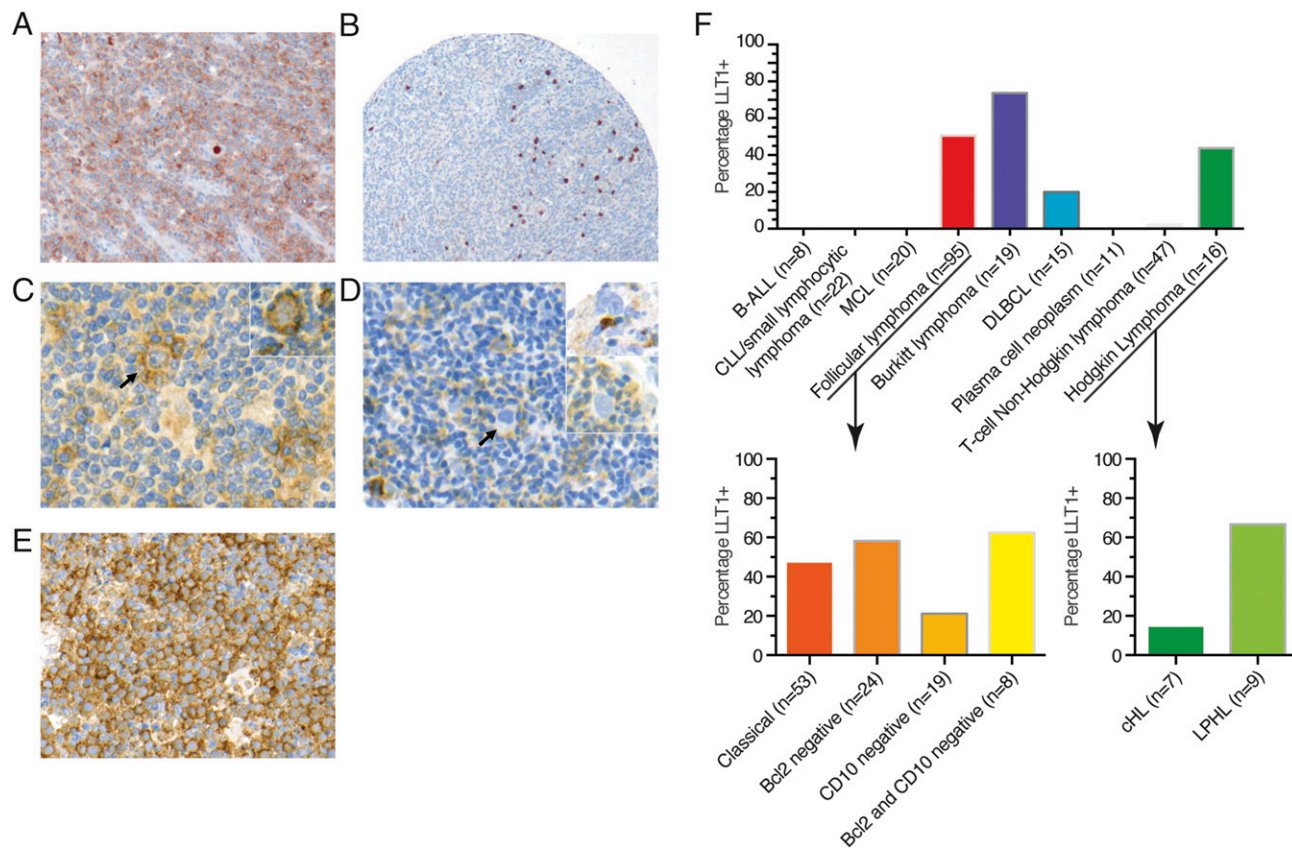 A
B
C
D
E
F
Percentage LLT1+
100
80
60
40
20
0
B-ALL (n=8)
CLL/small lymphocytic
lymphoma (n=22)
MCL (n=20)
Follicular lymphoma (n=95)
Burkitt lymphoma (n=19)
DLBCL (n=15)
Plasma cell neoplasm (n=11)
T-cell Non-Hodgkin lymphoma (n=47)
Hodgkin Lymphoma (n=16)
Percentage LLT1+
100
80
60
40
20
0
Classical (n=53)
Bcl2 negative (n=24)
CD10 negative (n=19)
Bcl2 and CD10 negative (n=8)
Percentage LLT1+
100
80
60
40
20
0
cHL (n=7)
LPHL (n=9)